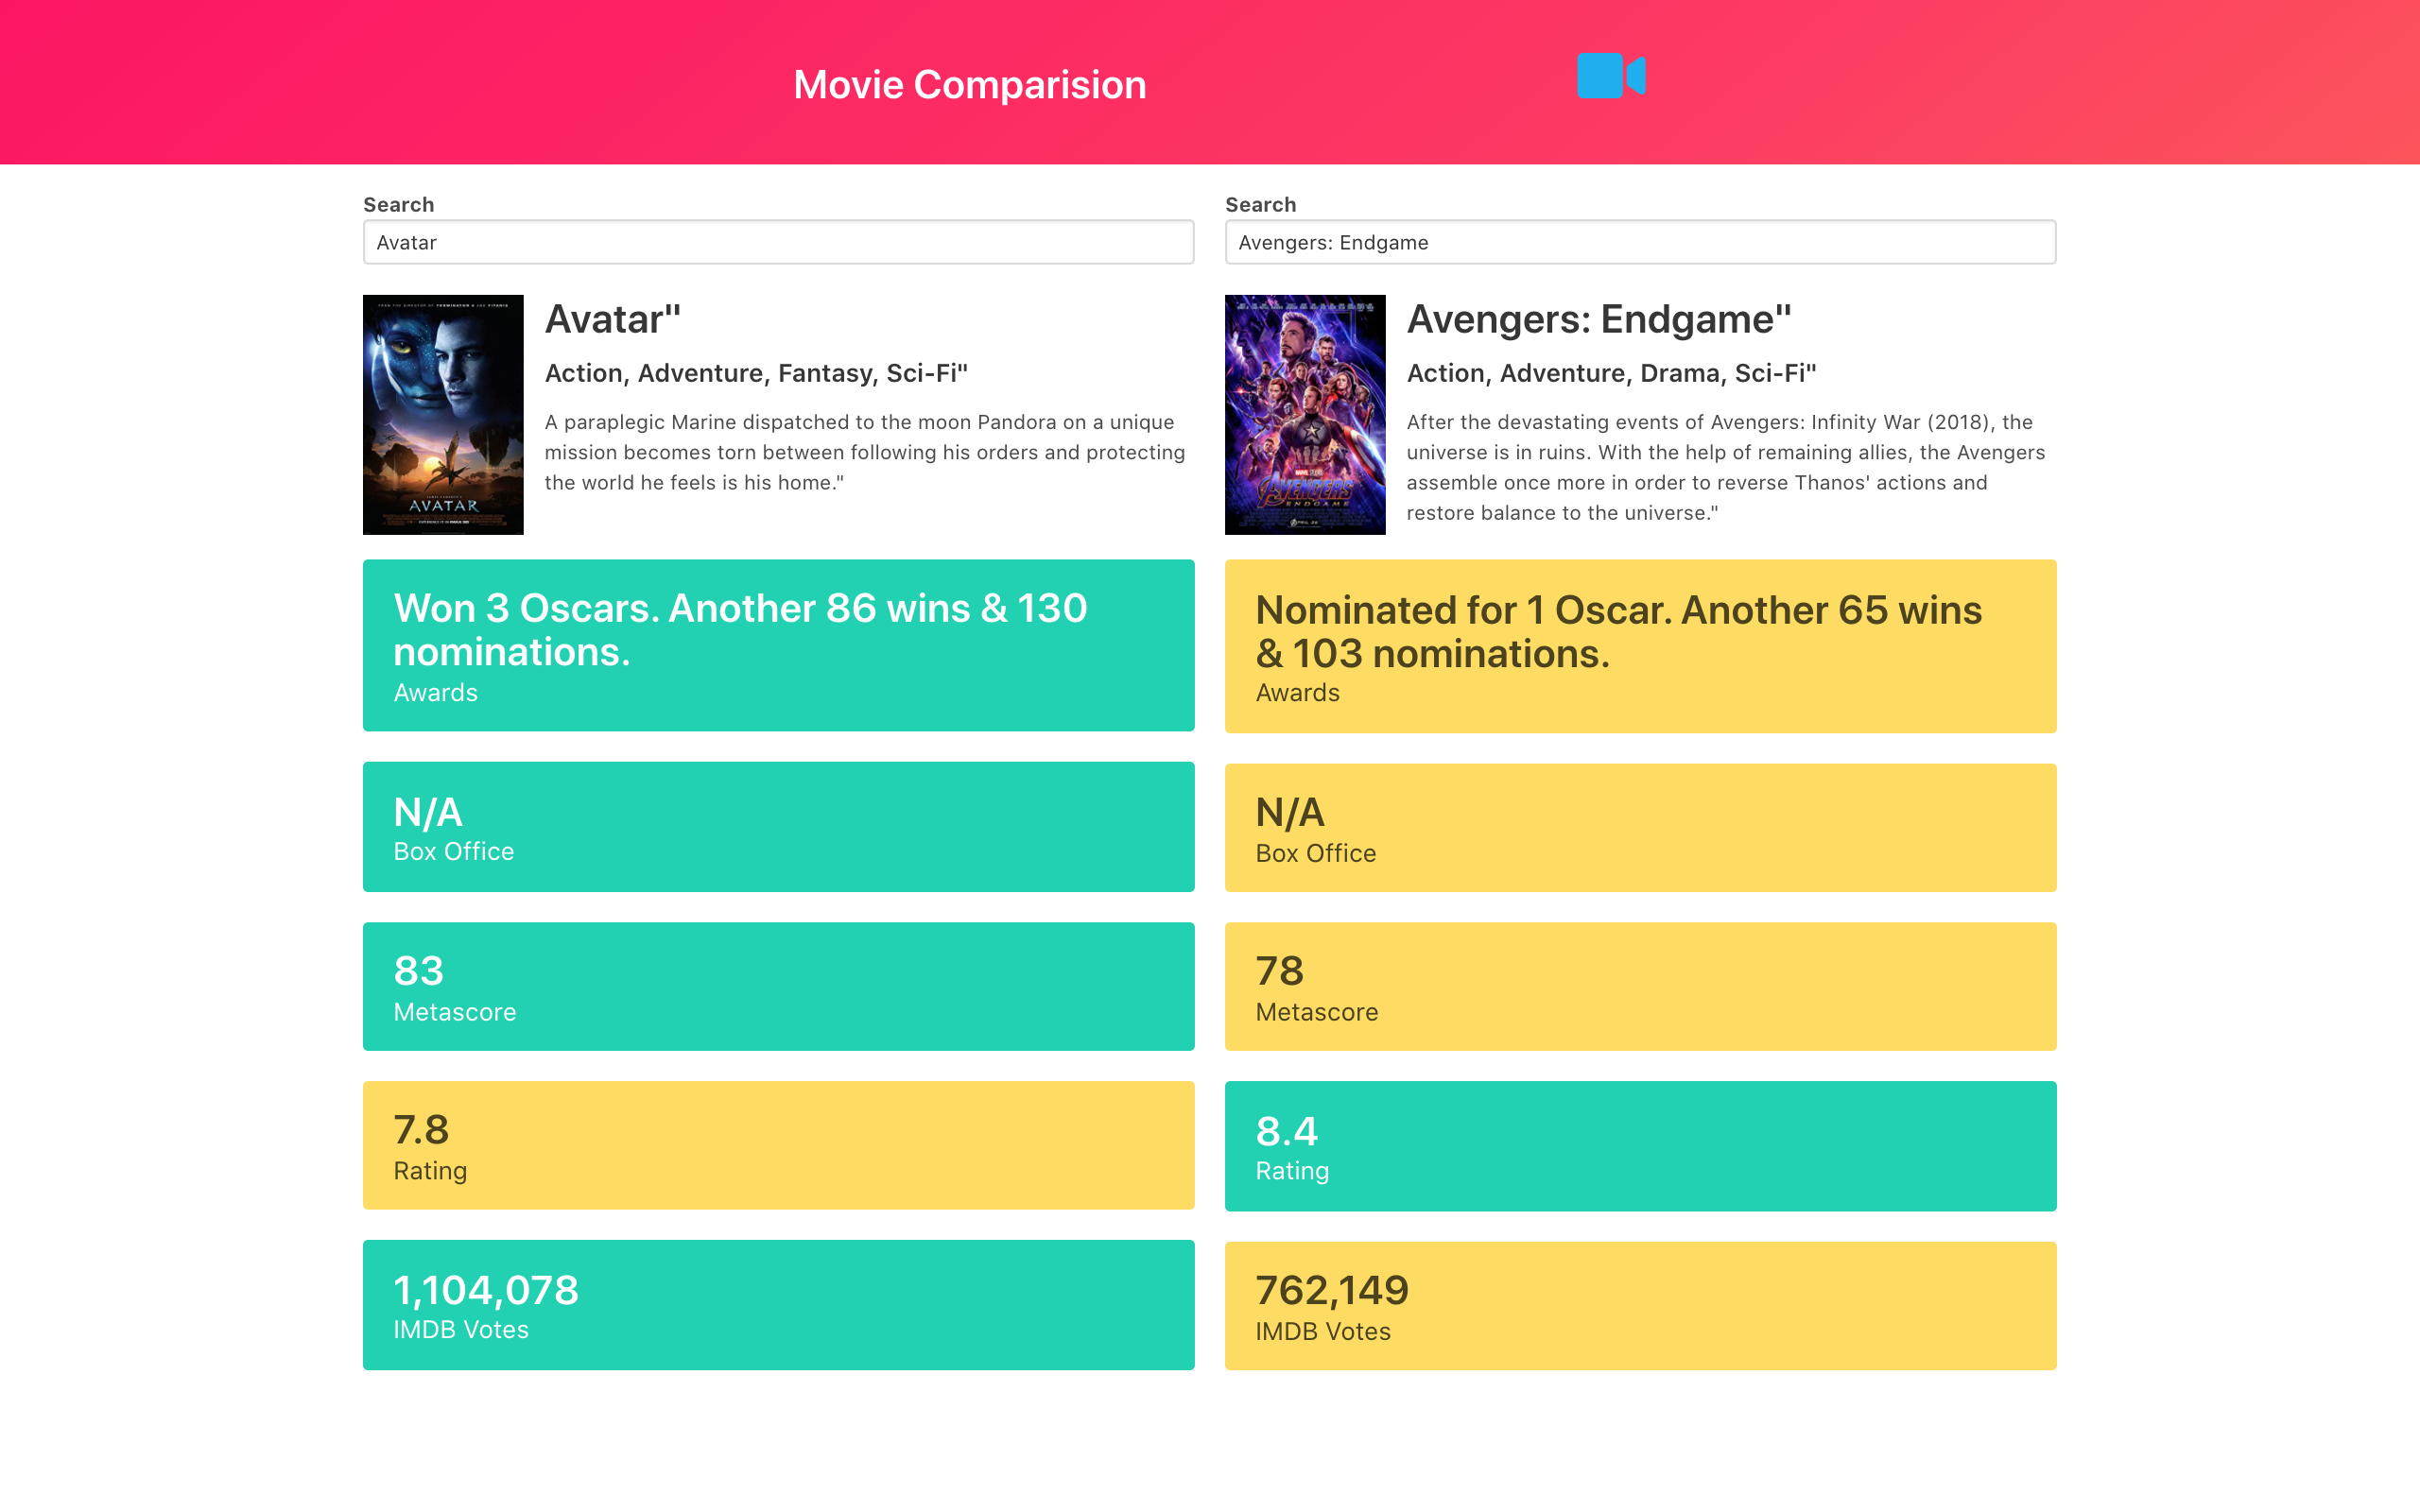 Movie Comparision
Search
Avatar
Search
Avengers: Endgame
AVATAR
Avatar"
Action, Adventure, Fantasy, Sci-Fi"
A paraplegic Marine dispatched to the moon Pandora on a unique
mission becomes torn between following his orders and protecting
the world he feels is his home."
AVENGERS
ENDGAME
Avengers: Endgame"
Action, Adventure, Drama, Sci-Fi"
After the devastating events of Avengers: Infinity War (2018), the
universe is in ruins. With the help of remaining allies, the Avengers
assemble once more in order to reverse Thanos' actions and
restore balance to the universe."
Won 3 Oscars. Another 86 wins & 130
nominations.
Awards
Nominated for 1 Oscar. Another 65 wins
& 103 nominations.
Awards
N/A
Box Office
N/A
Box Office
83
Metascore
78
Metascore
7.8
Rating
8.4
Rating
1,104,078
IMDB Votes
762,149
IMDB Votes